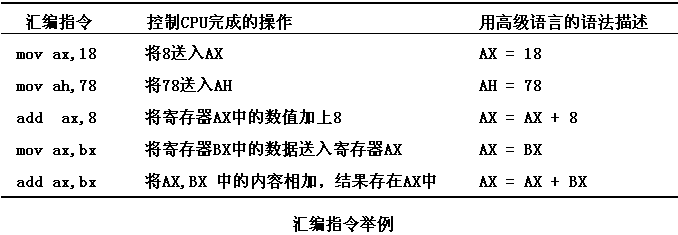 汇编指令 控制CPU完成的操作 用高级语言的语法描述
mov ax,18 将8送入AX AX = 18
mov ah,78 将78送入AH AH = 78
add ax,8 将寄存器AX中的数值加上8 AX = AX + 8
mov ax,bx 将寄存器BX中的数据送入寄存器AX AX = BX
add ax,bx 将AX,BX 中的内容相加，结果存在AX中 AX = AX + BX
汇编指令举例